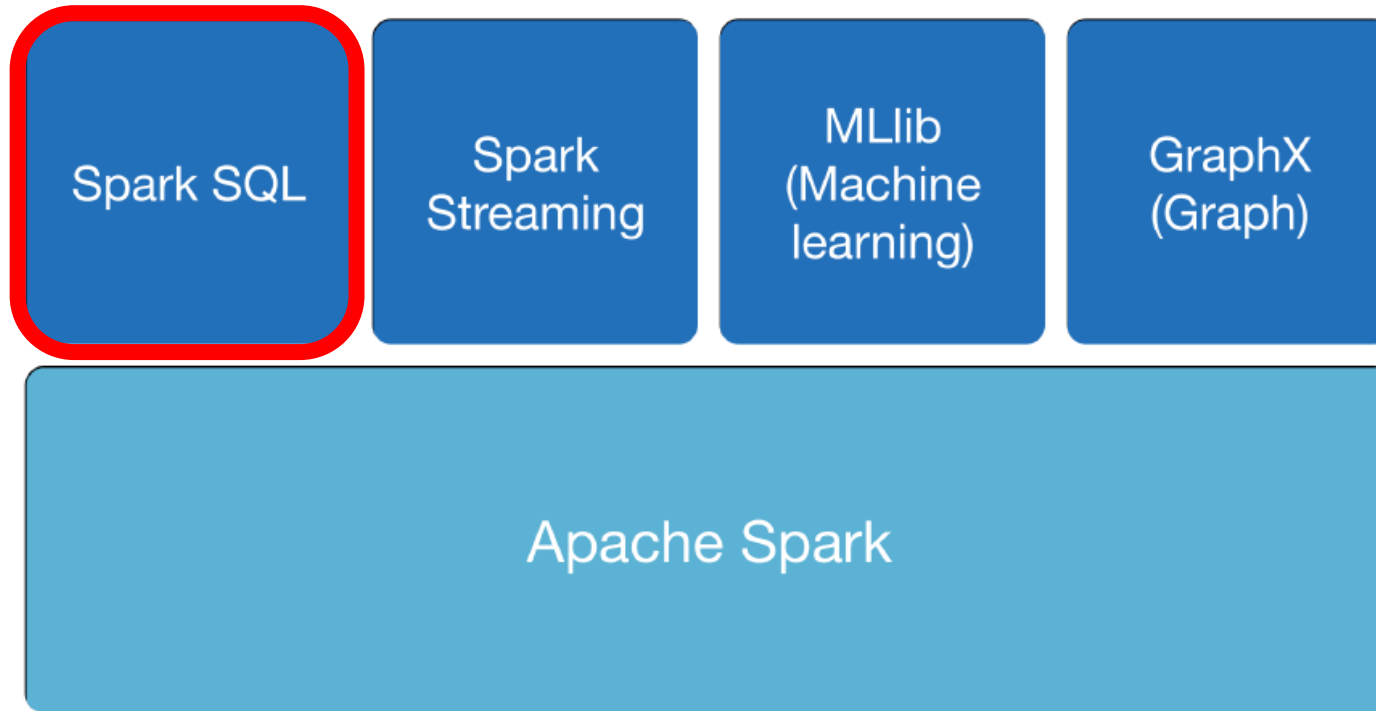 Spark SQL
Spark
Streaming
MLlib
(Machine
learning)
GraphX
(Graph)
Apache Spark